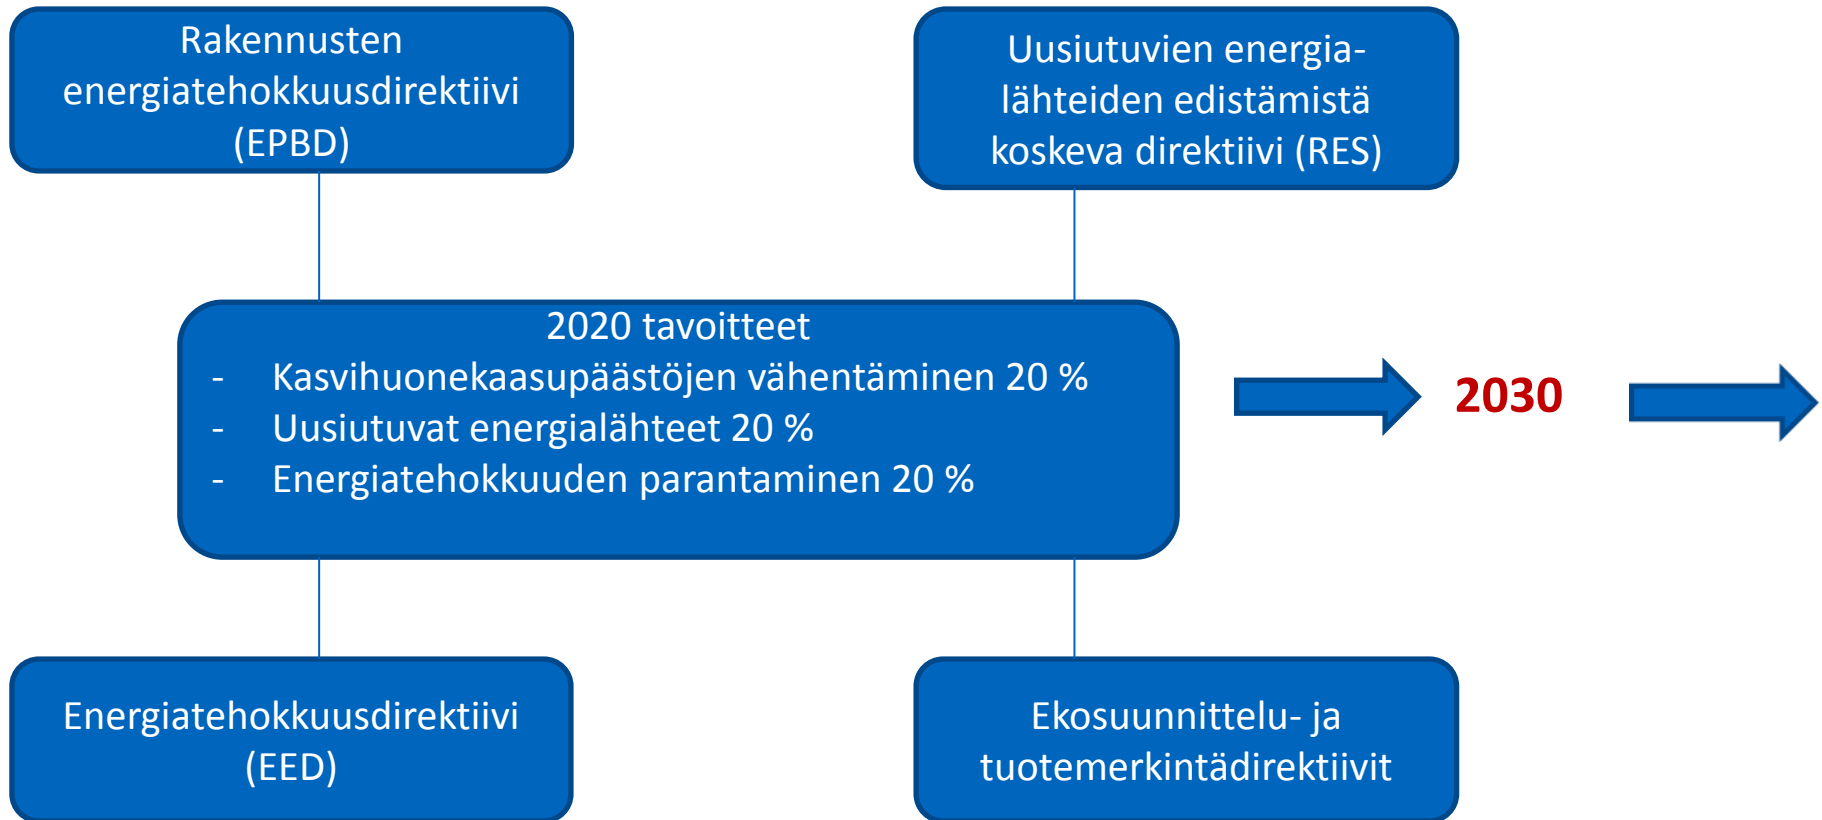 Rakennusten
energiatehokkuusdirektiivi
(EPBD)
Uusiutuvien energia-
lähteiden edistämistä
koskeva direktiivi (RES)
2020 tavoitteet
- Kasvihuonekaasupäästöjen vähentäminen 20 %
- Uusiutuvat energialähteet 20 %
- Energiatehokkuuden parantaminen 20 %
2030
Energiatehokkuusdirektiivi
(EED)
Ekosuunnittelu- ja
tuotemerkintädirektiivit